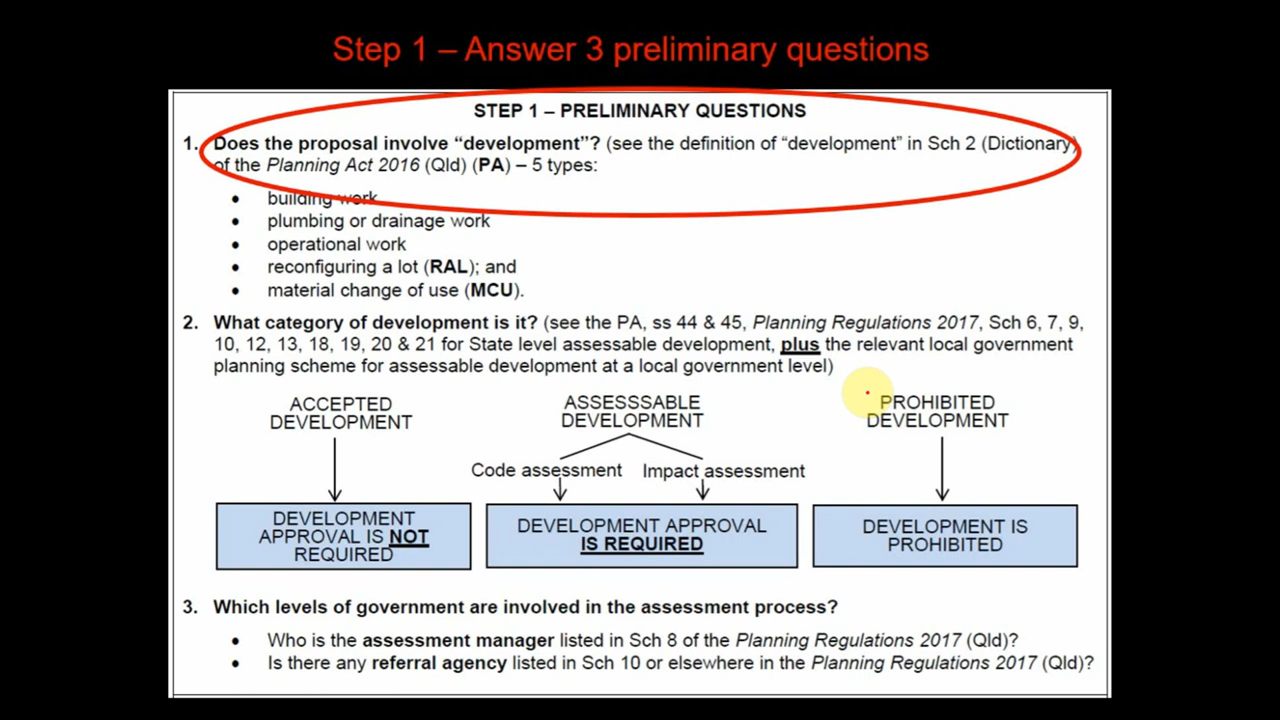 Step 1 – Answer 3 preliminary questions
STEP 1 – PRELIMINARY QUESTIONS
1. Does the proposal involve “development”? (see the definition of “development” in Sch 2 (Dictionary)
of the Planning Act 2016 (Qld) (PA) – 5 types:
• building work
• plumbing or drainage work
• operational work
• reconfiguring a lot (RAL); and
• material change of use (MCU).
2. What category of development is it? (see the PA, ss 44 & 45, Planning Regulations 2017, Sch 6, 7, 9,
10, 12, 13, 18, 19, 20 & 21 for State level assessable development, plus the relevant local government
planning scheme for assessable development at a local government level)
ACCEPTED
DEVELOPMENT
ASSESSSABLE
DEVELOPMENT
PROHIBITED
DEVELOPMENT
Code assessment
Impact assessment
DEVELOPMENT
APPROVAL IS NOT
REQUIRED
DEVELOPMENT APPROVAL
IS REQUIRED
DEVELOPMENT IS
PROHIBITED
3. Which levels of government are involved in the assessment process?
• Who is the assessment manager listed in Sch 8 of the Planning Regulations 2017 (Qld)?
• Is there any referral agency listed in Sch 10 or elsewhere in the Planning Regulations 2017 (Qld)?